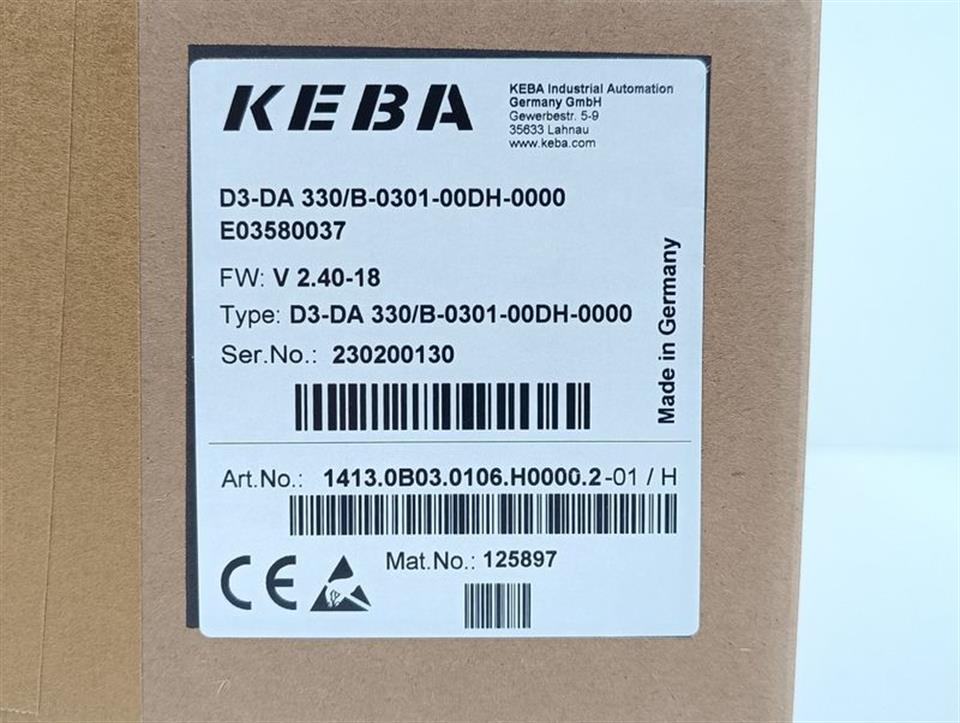 KEBA
KEBA Industrial Automation
Germany GmbH
Gewerbestr. 5-9
35633 Lahnau
www.keba.com
D3-DA 330/B-0301-00DH-0000
E03580037
FW: V 2.40-18
Type: D3-DA 330/B-0301-00DH-0000
Ser.No.: 230200130
Made in Germany
Art.No.: 1413.0B03.0106.H0000.2-01 / H
CE
Mat.No.: 125897